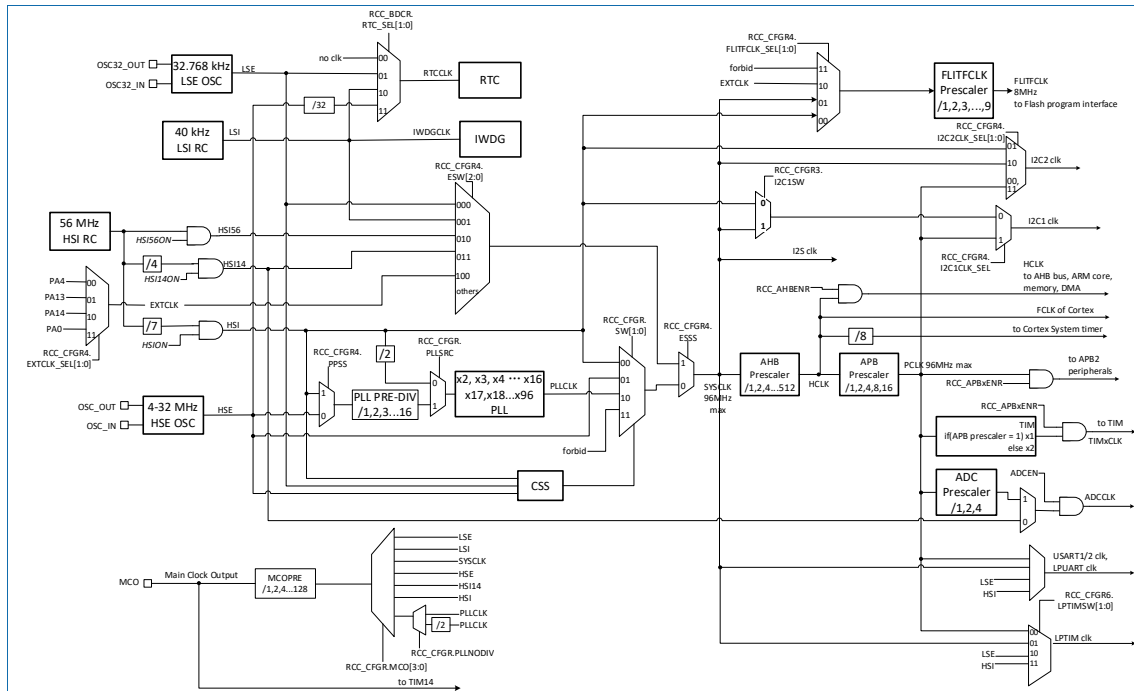 RCC_BDCR.
RTC_SEL[1:0]
OSC32_OUT
OSC32_IN
32.768 kHz
LSE OSC
LSE
no clk
00
01
10
11
RTCCLK
RTC
/32
40 kHz
LSI RC
LSI
IWDGCLK
IWDG
RCC_CFGR4.
ESW[2:0]
000
001
010
011
100
others
56 MHz
HSI RC
HSI56ON
HSI56
/4
HSI14ON
HSI14
PA4
PA13
PA14
PA0
00
01
10
11
EXTCLK
RCC_CFGR4.
EXTCLK_SEL[1:0]
/7
HSION
HSI
/2
RCC_CFGR4.
PPSS
1
0
RCC_CFGR.
PLLSRC
0
1
PLL PRE-DIV
/1,2,3...16
x2, x3, x4 ··· x16
x17,x18...x96
PLL
PLLCLK
OSC_OUT
OSC_IN
4-32 MHz
HSE OSC
HSE
RCC_CFGR.
SW[1:0]
00
01
10
11
forbid
CSS
RCC_CFGR4.
ESSS
1
0
SYSCLK
96MHz
max
AHB
Prescaler
/1,2,4...512
HCLK
APB
Prescaler
/1,2,4,8,16
PCLK 96MHz max
RCC_CFGR4.
FLITFCLK_SEL[1:0]
forbid
EXTCLK
11
10
01
00
FLITFCLK
Prescaler
/1,2,3,...,9
FLITFCLK
8MHz
to Flash program interface
RCC_CFGR4.
I2C2CLK_SEL[1:0]
01
10
00,
11
I2C2 clk
RCC_CFGR3.
I2C1SW
0
1
0
1
I2C1 clk
RCC_CFGR4.
I2C1CLK_SEL
I2S clk
RCC_AHBENR
HCLK
to AHB bus, ARM core,
memory, DMA
FCLK of Cortex
/8
to Cortex System timer
RCC_APBxENR
to APB2
peripherals
RCC_APBxENR
TIM
if(APB prescaler = 1) x1
else x2
to TIM
TIMxCLK
ADC
Prescaler
/1,2,4
ADCEN
1
0
ADCCLK
USART1/2 clk,
LPUART clk
LSE
HSI
RCC_CFGR6.
LPTIMSW[1:0]
00
01
10
11
LSE
HSI
LPTIM clk
MCO
Main Clock Output
MCOPRE
/1,2,4...128
LSE
LSI
SYSCLK
HSE
HSI14
HSI
PLLCLK
/2
PLLCLK
RCC_CFGR.PLLNODIV
RCC_CFGR.MCO[3:0]
to TIM14